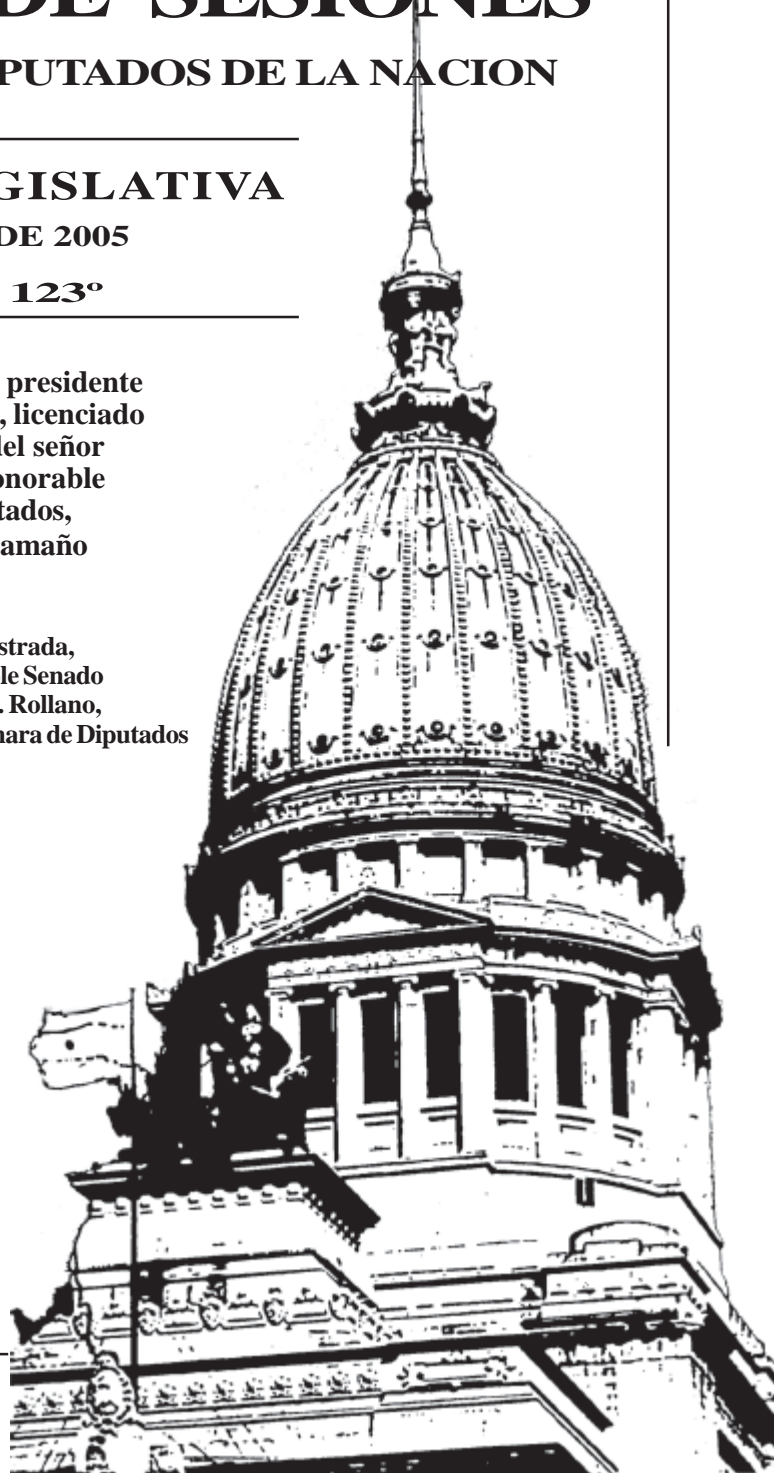 DE SESIONES
PUTADOS DE LA NACION
GISLATIVA
DE 2005
123º
presidente
, licenciado
del señor
onorable
tados,
amaño
strada,
le Senado
. Rollano,
mara de Diputados